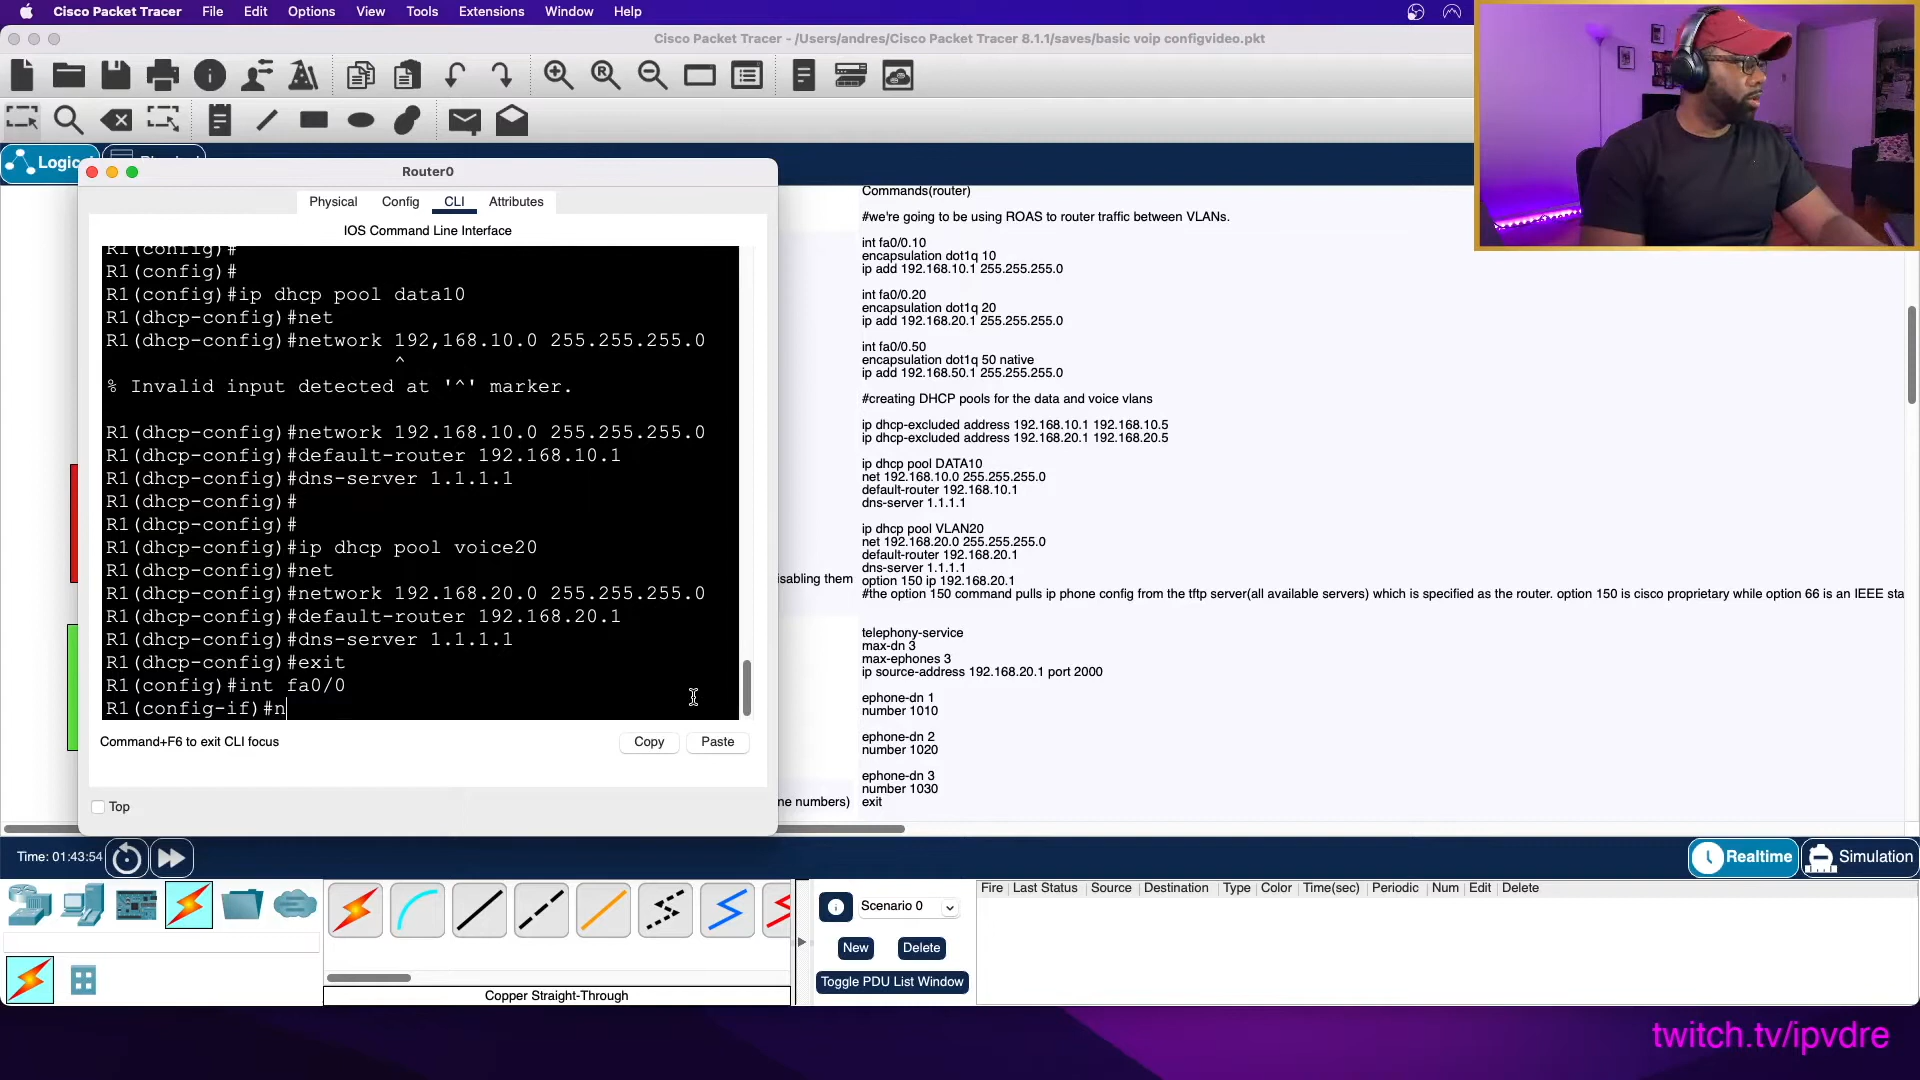 Cisco Packet Tracer File Edit Options View Tools Extensions Window Help
Cisco Packet Tracer - /Users/andres/Cisco Packet Tracer 8.1.1/saves/basic voip configvideo.pkt
Logic
Router0
Physical Config CLI Attributes
IOS Command Line Interface
R1(config)#
R1(config)#
R1(config)#ip dhcp pool data10
R1(dhcp-config)#net
R1(dhcp-config)#network 192,168.10.0 255.255.255.0
^
% Invalid input detected at '^' marker.
R1(dhcp-config)#network 192.168.10.0 255.255.255.0
R1(dhcp-config)#default-router 192.168.10.1
R1(dhcp-config)#dns-server 1.1.1.1
R1(dhcp-config)#
R1(dhcp-config)#
R1(dhcp-config)#ip dhcp pool voice20
R1(dhcp-config)#net
R1(dhcp-config)#network 192.168.20.0 255.255.255.0
R1(dhcp-config)#default-router 192.168.20.1
R1(dhcp-config)#dns-server 1.1.1.1
R1(dhcp-config)#exit
R1(config)#int fa0/0
R1(config-if)#n
Command+F6 to exit CLI focus
Copy Paste
Top
Commands(router)
#we're going to be using ROAS to router traffic between VLANs.
int fa0/0.10
encapsulation dot1q 10
ip add 192.168.10.1 255.255.255.0
int fa0/0.20
encapsulation dot1q 20
ip add 192.168.20.1 255.255.255.0
int fa0/0.50
encapsulation dot1q 50 native
ip add 192.168.50.1 255.255.255.0
#creating DHCP pools for the data and voice vlans
ip dhcp-excluded address 192.168.10.1 192.168.10.5
ip dhcp-excluded address 192.168.20.1 192.168.20.5
ip dhcp pool DATA10
net 192.168.10.0 255.255.255.0
default-router 192.168.10.1
dns-server 1.1.1.1
ip dhcp pool VLAN20
net 192.168.20.0 255.255.255.0
default-router 192.168.20.1
dns-server 1.1.1.1
isabling them option 150 ip 192.168.20.1
#the option 150 command pulls ip phone config from the tftp server(all available servers) which is specified as the router. option 150 is cisco proprietary while option 66 is an IEEE sta
telephony-service
max-dn 3
max-ephones 3
ip source-address 192.168.20.1 port 2000
ephone-dn 1
number 1010
ephone-dn 2
number 1020
ephone-dn 3
number 1030
ne numbers) exit
Time: 01:43:54
Realtime Simulation
Scenario 0
New Delete
Toggle PDU List Window
Fire Last Status Source Destination Type Color Time(sec) Periodic Num Edit Delete
Copper Straight-Through
twitch.tv/ipvdre